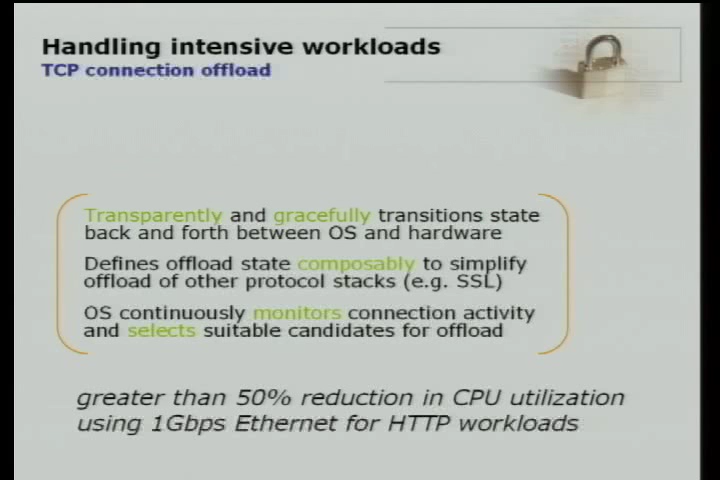 Handling intensive workloads
TCP connection offload
Transparently and gracefully transitions state
back and forth between OS and hardware
Defines offload state composably to simplify
offload of other protocol stacks (e.g. SSL)
OS continuously monitors connection activity
and selects suitable candidates for offload
greater than 50% reduction in CPU utilization
using 1Gbps Ethernet for HTTP workloads